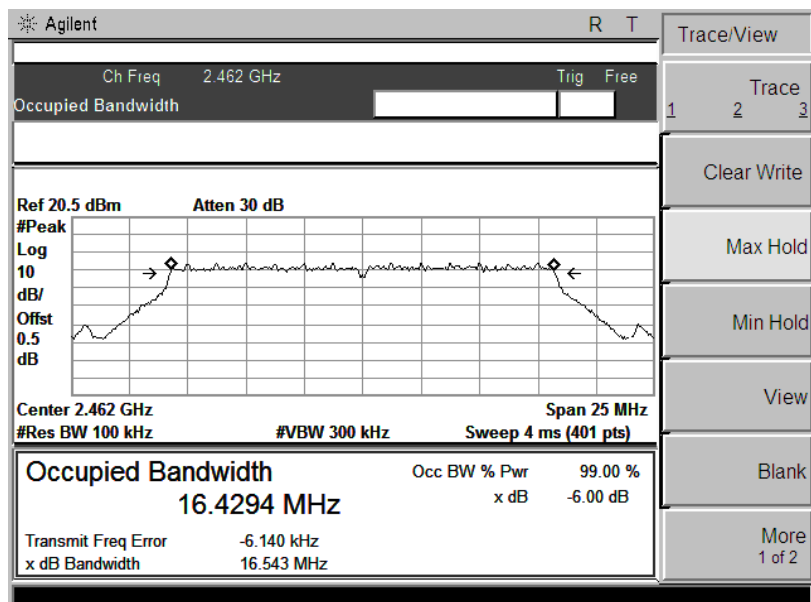 Agilent R T
Trace/View
Ch Freq 2.462 GHz Trig Free
Occupied Bandwidth
Trace
1 2 3
Clear Write
Ref 20.5 dBm Atten 30 dB
#Peak
Log
10
dB/
Offst
0.5
dB
Max Hold
Min Hold
View
Center 2.462 GHz Span 25 MHz
#Res BW 100 kHz #VBW 300 kHz Sweep 4 ms (401 pts)
Occupied Bandwidth
16.4294 MHz
Occ BW % Pwr 99.00 %
x dB -6.00 dB
Transmit Freq Error -6.140 kHz
x dB Bandwidth 16.543 MHz
Blank
More
1 of 2